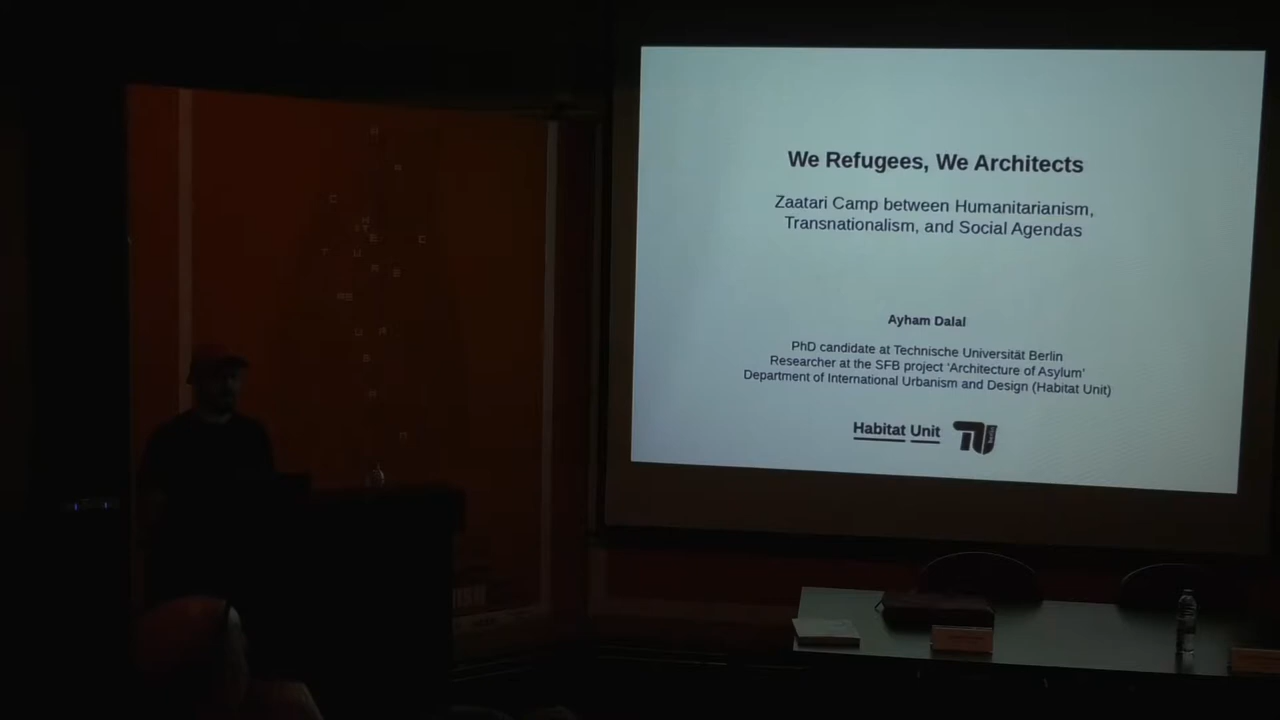 We Refugees, We Architects
Zaatari Camp between Humanitarianism,
Transnationalism, and Social Agendas
Ayham Dalal
PhD candidate at Technische Universität Berlin
Researcher at the SFB project 'Architecture of Asylum'
Department of International Urbanism and Design (Habitat Unit)
Habitat Unit